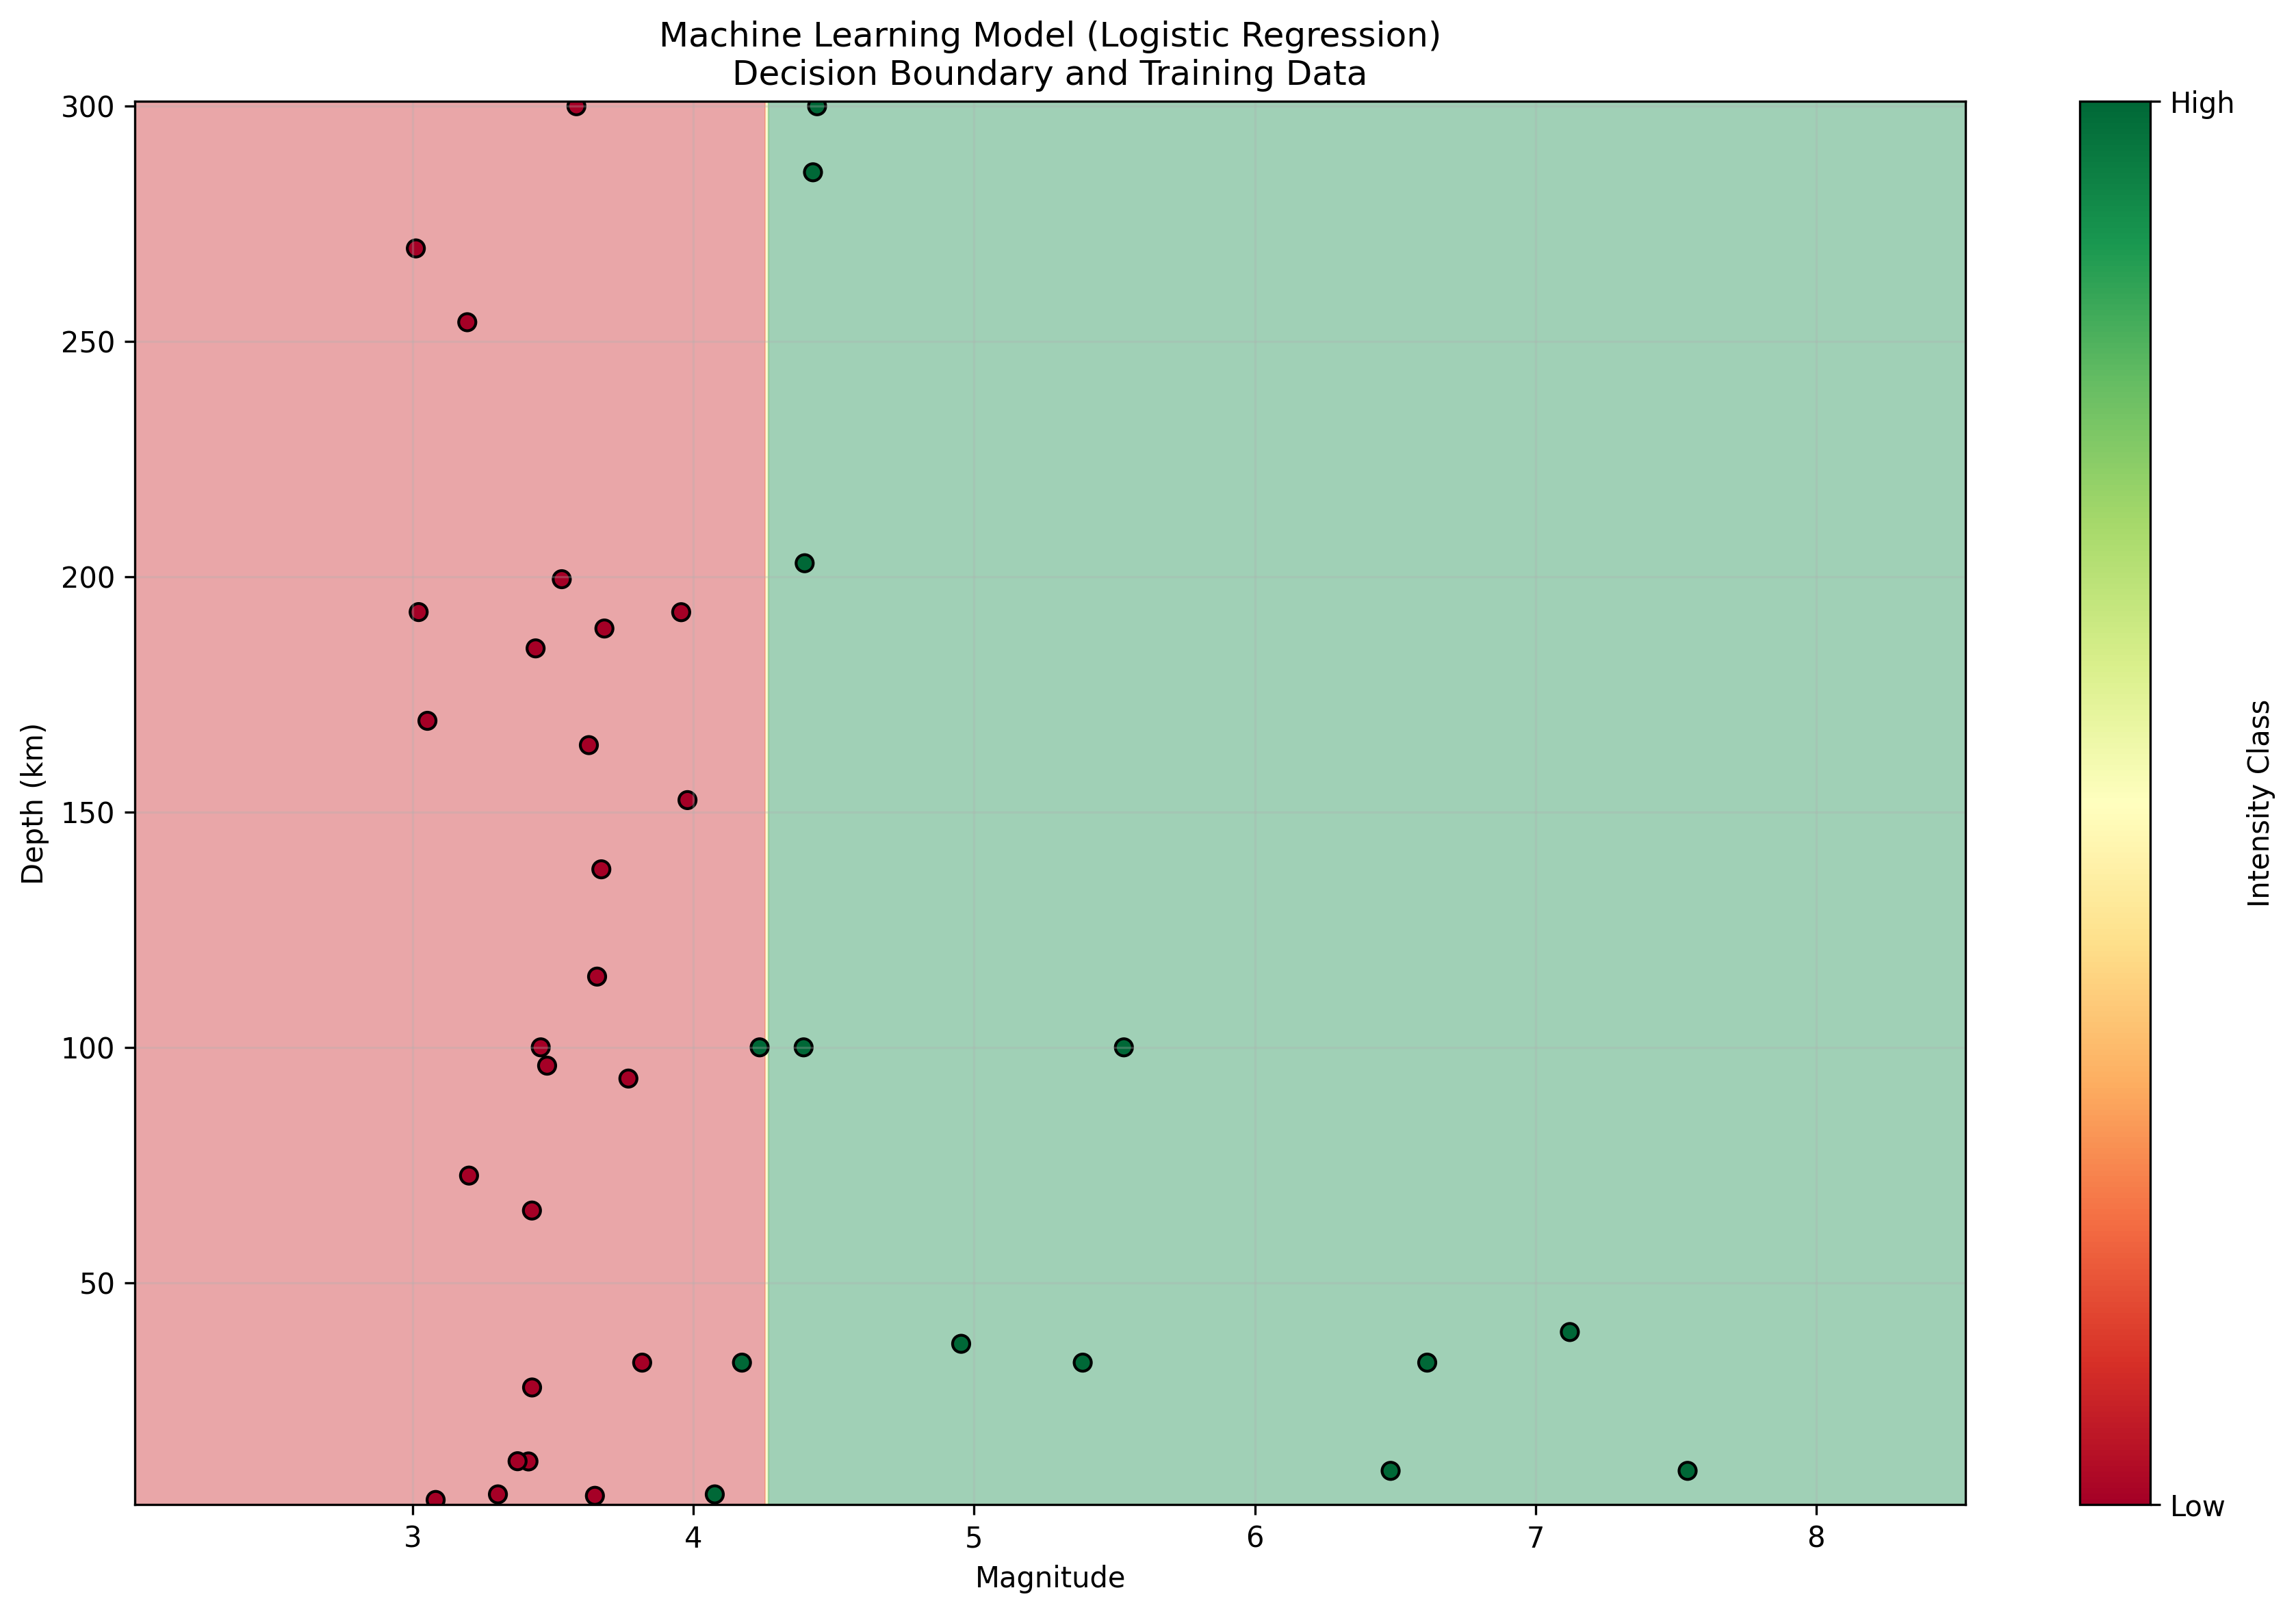 Machine Learning Model (Logistic Regression)
Decision Boundary and Training Data
300
250
200
150
100
50
Depth (km)
3 4 5 6 7 8
Magnitude
High
Low
Intensity Class